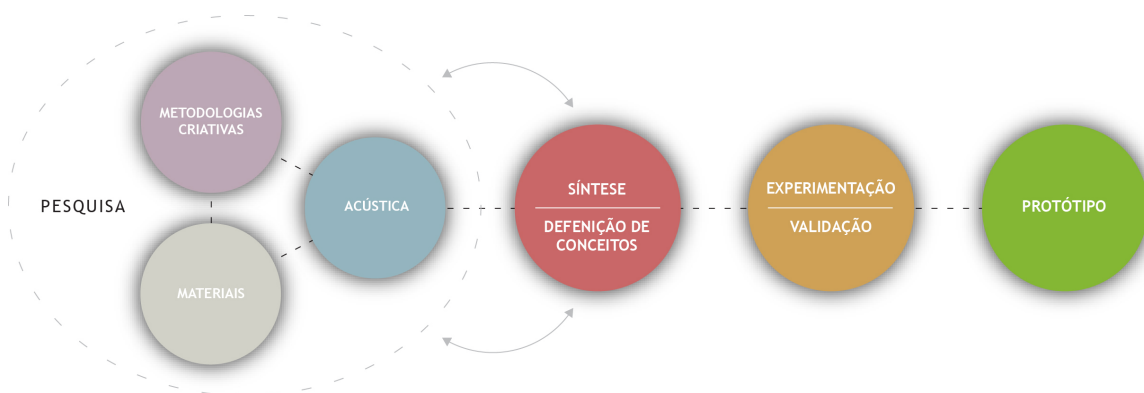 METODOLOGIAS
CRIATIVAS
PESQUISA
ACÚSTICA
MATERIAIS
SÍNTESE
DEFENIÇÃO DE
CONCEITOS
EXPERIMENTAÇÃO
VALIDAÇÃO
PROTÓTIPO